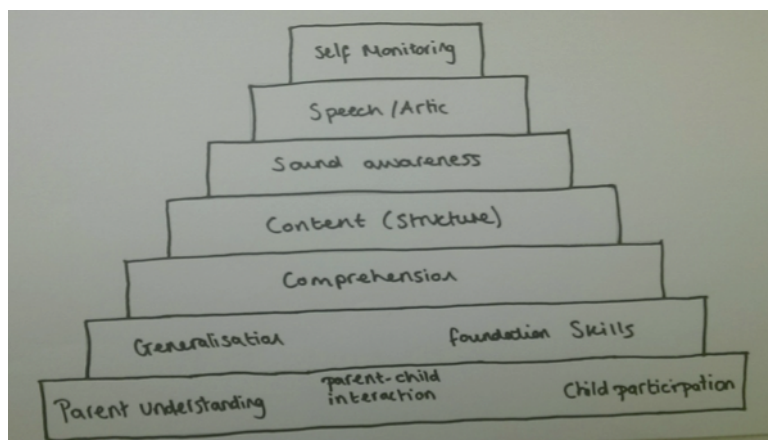 Self Monitoring
Speech/Artic
Sound awareness
Content (structure)
Comprehension
Generalisation foundation Skills
Parent understanding parent-child interaction Child participation